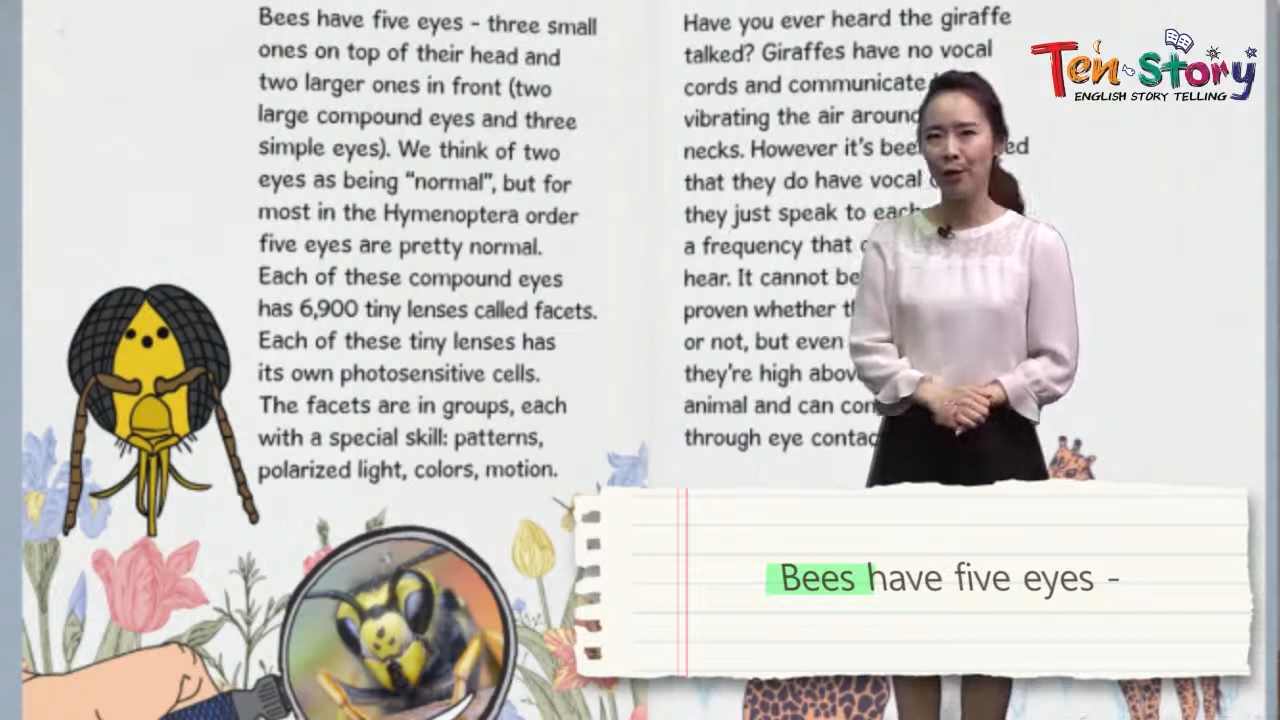 Bees have five eyes - three small
ones on top of their head and
two larger ones in front (two
large compound eyes and three
simple eyes). We think of two
eyes as being “normal”, but for
most in the Hymenoptera order
five eyes are pretty normal.
Each of these compound eyes
has 6,900 tiny lenses called facets.
Each of these tiny lenses has
its own photosensitive cells.
The facets are in groups, each
with a special skill: patterns,
polarized light, colors, motion.
Have you ever heard the giraffe
talked? Giraffes have no vocal
cords and communicate
vibrating the air around
necks. However it's
that they do have vocal
they just speak to each
a frequency that
hear. It cannot be
proven whether
or not, but even
they're high
animal and can
through eye
Ten-Story
ENGLISH STORY TELLING
Bees have five eyes -